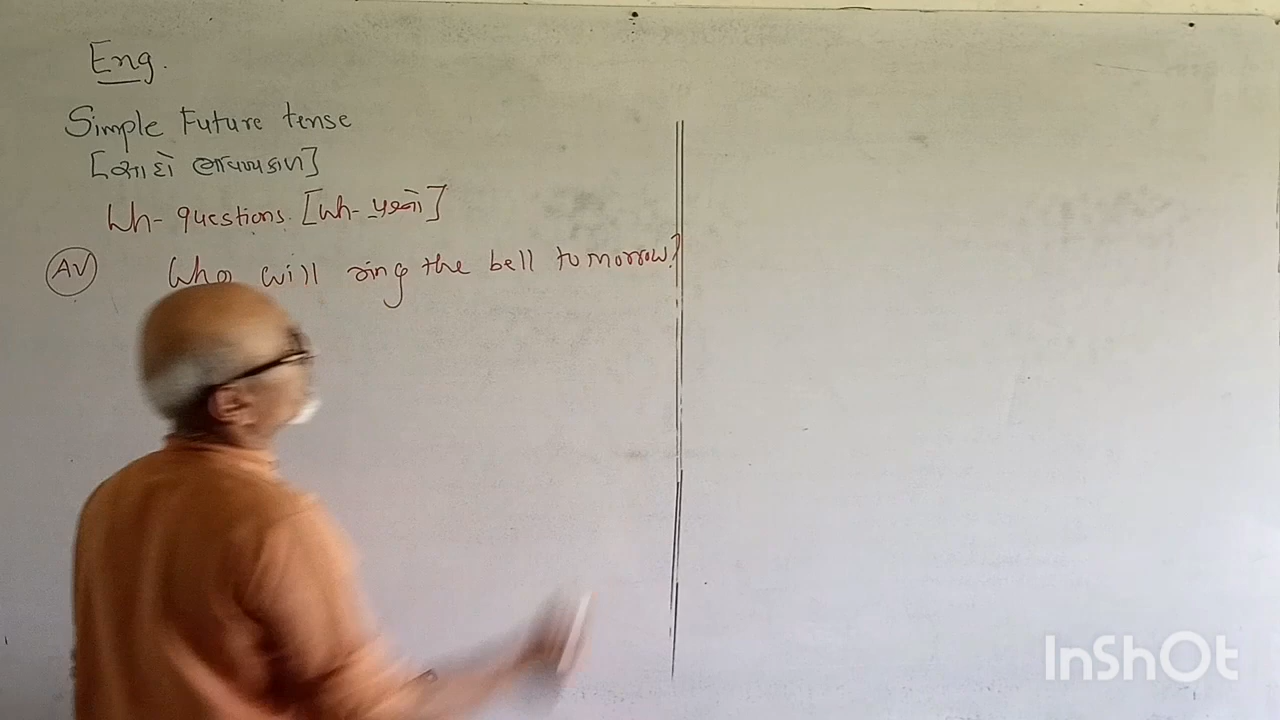 Eng.
Simple Future tense
[સાદો ભવિષ્યકાળ]
Wh- questions. [Wh- પ્રશ્નો]
AV Who will ring the bell tomorrow?
InShOt